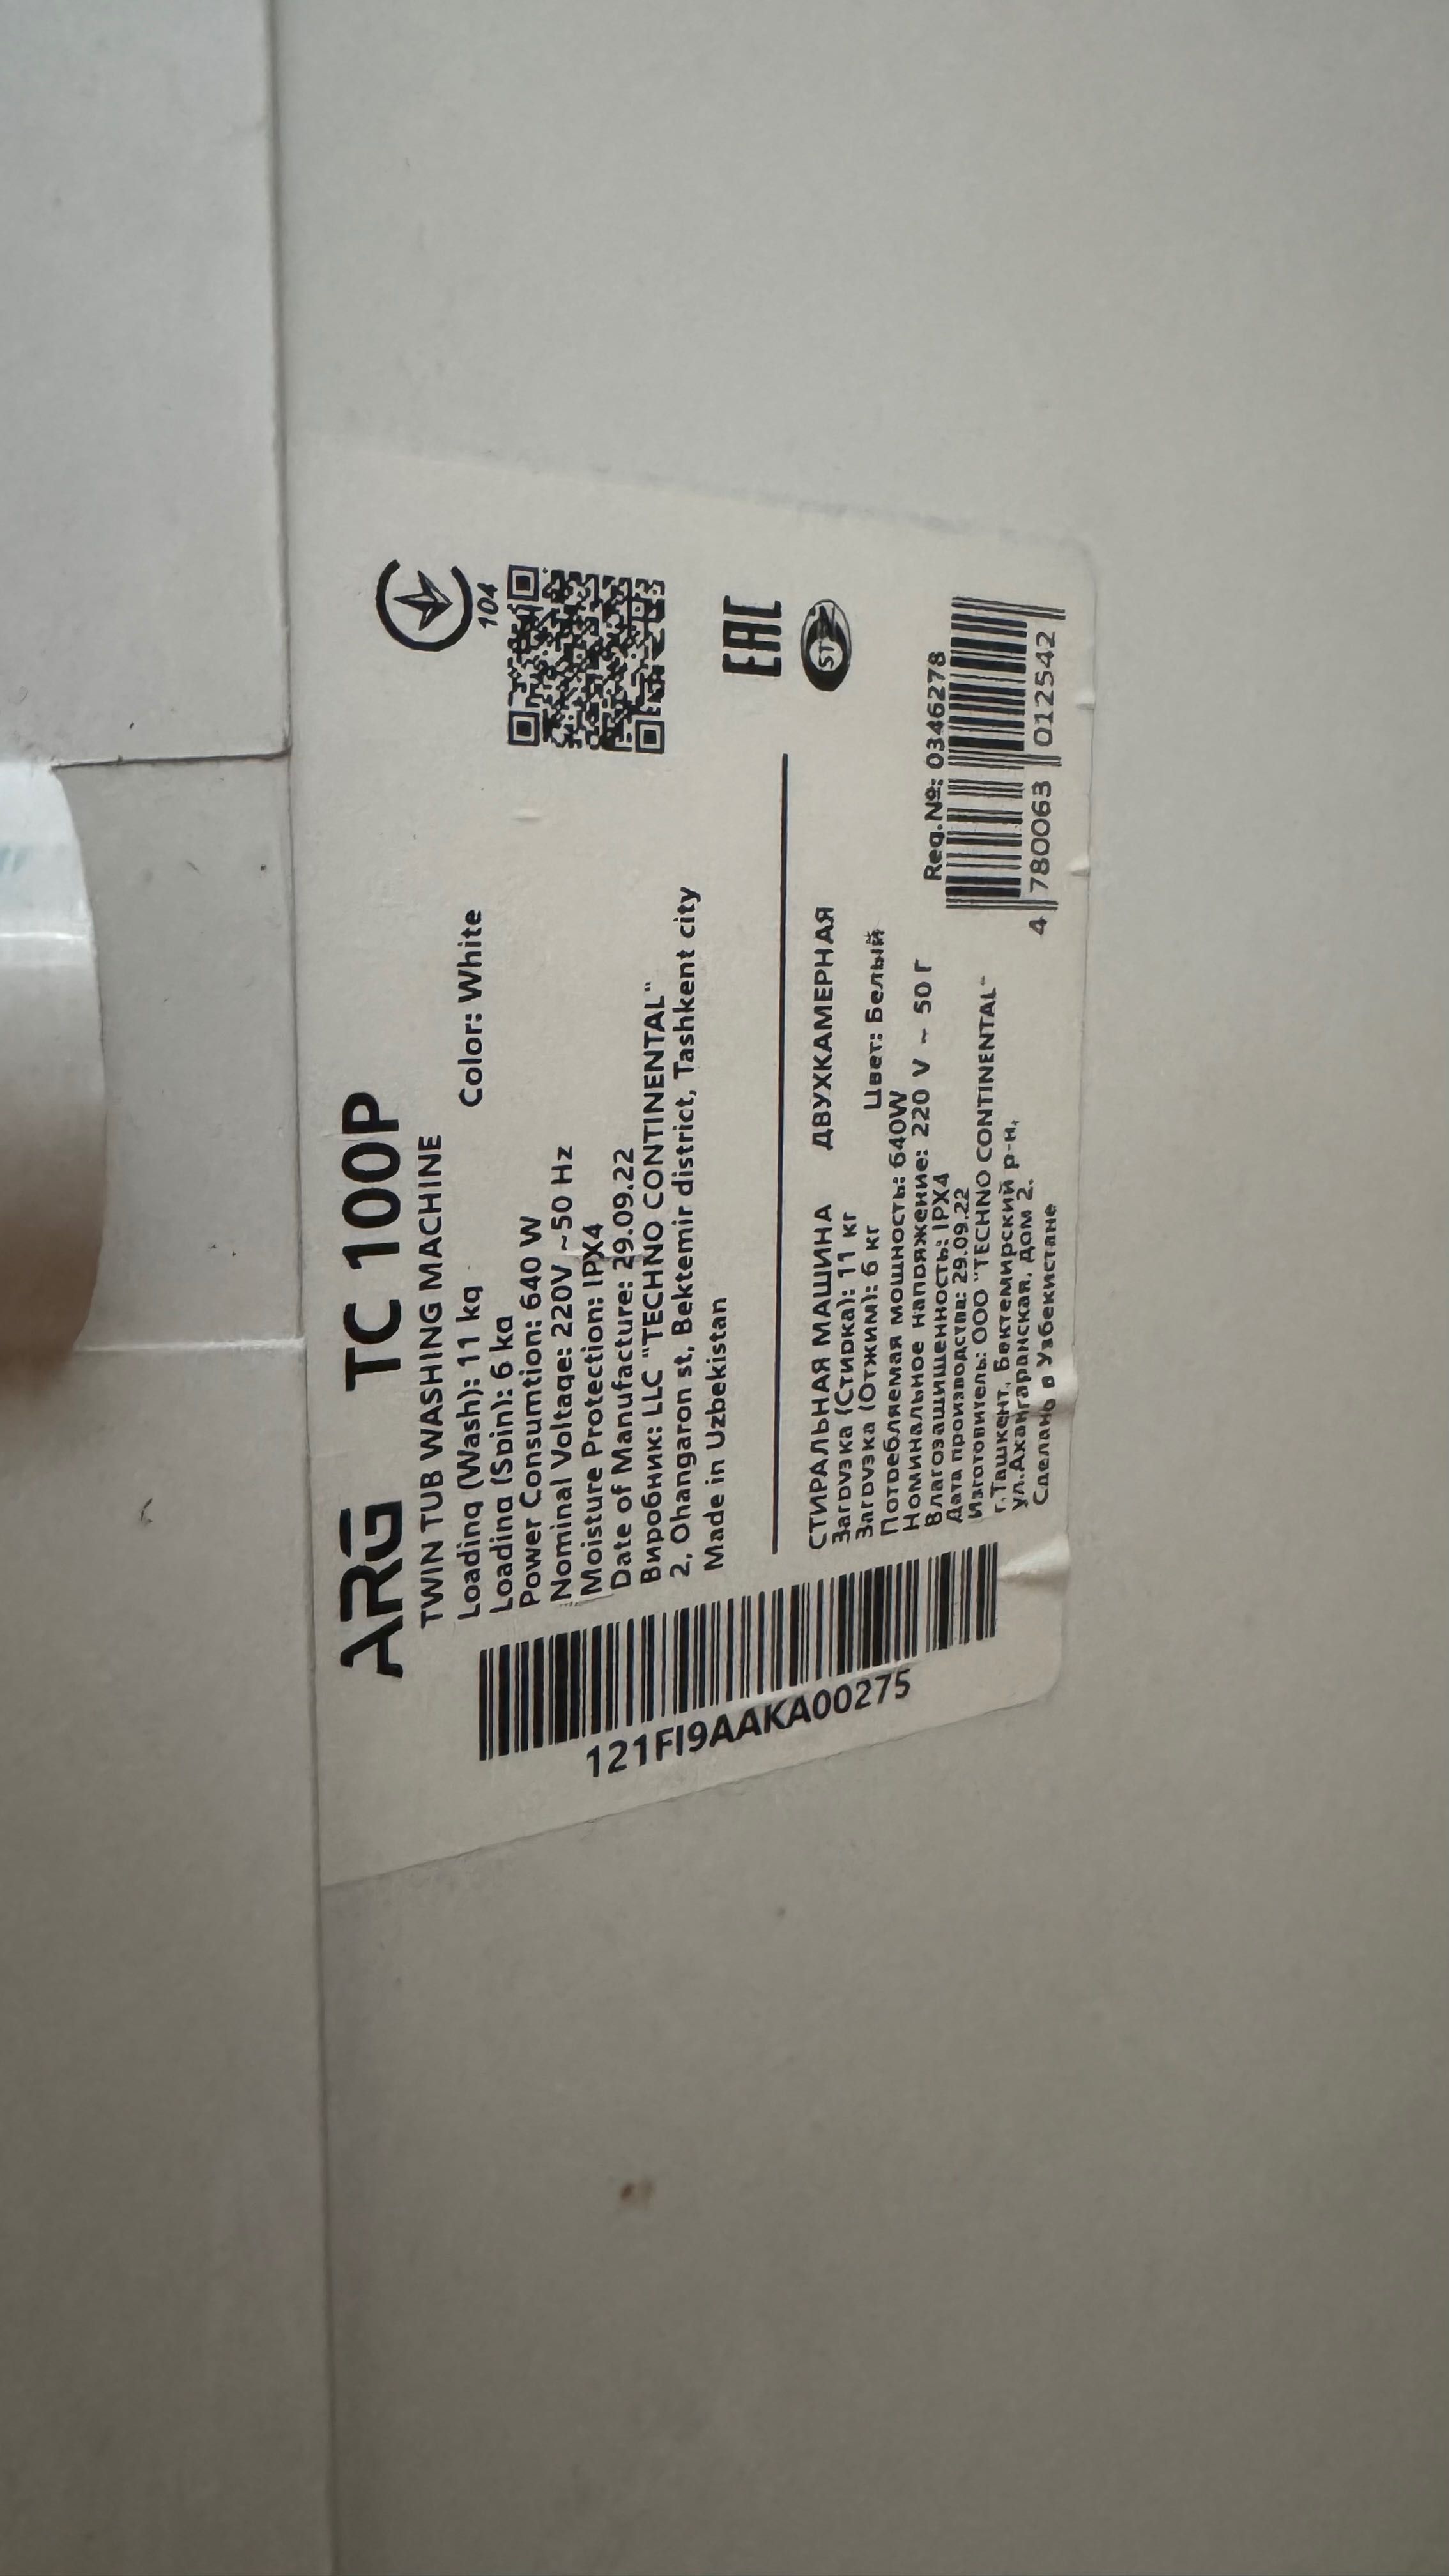 ARG TC 100P
TWIN TUB WASHING MACHINE
Loading (Wash): 11 kg Color: White
Loading (Spin): 6 kg
Power Consumtion: 640 W
Nominal Voltage: 220V ~50 Hz
Moisture Protection: IPX4
Date of Manufacture: 29.09.22
Виробник: LLC "TECHNO CONTINENTAL"
2, Ohangaron st, Bektemir district, Tashkent city
Made in Uzbekistan
104
EAC
ST
СТИРАЛЬНАЯ МАШИНА ДВУХКАМЕРНАЯ
Загрузка (Стирка): 11 кг
Загрузка (Отжим): 6 кг Цвет: Белый
Потребляемая мощность: 640W
Номинальное напряжение: 220 V ~ 50 Г
Влагозащищенность: IPX4
Дата производства: 29.09.22
Изготовитель: ООО "TECHNO CONTINENTAL"
г.Ташкент, Бектемирский р-н,
ул.Ахангаранская, дом 2.
Сделано в Узбекистане
Reg.№: 0346278
4 780063 012542
121FI9AAKA00275